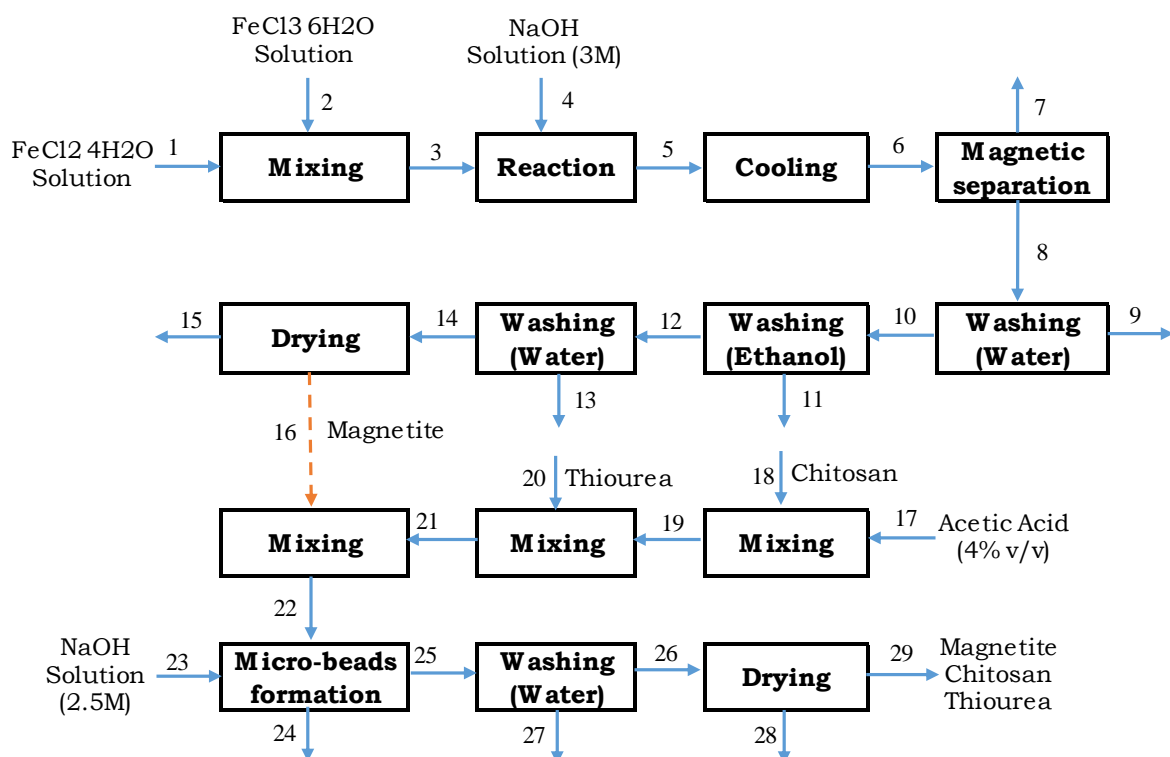 FeCl3 6H2O
Solution
NaOH
Solution (3M)
2
4
7
FeCl2 4H2O
Solution
1
Mixing
3
Reaction
5
Cooling
6
Magnetic
separation
8
15
Drying
14
Washing
(Water)
12
Washing
(Ethanol)
10
Washing
(Water)
9
13
11
16
Magnetite
20
Thiourea
18
Chitosan
Mixing
21
Mixing
19
Mixing
17
Acetic Acid
(4% v/v)
22
NaOH
Solution
(2.5M)
23
Micro-beads
formation
25
Washing
(Water)
26
Drying
29
Magnetite
Chitosan
Thiourea
24
27
28